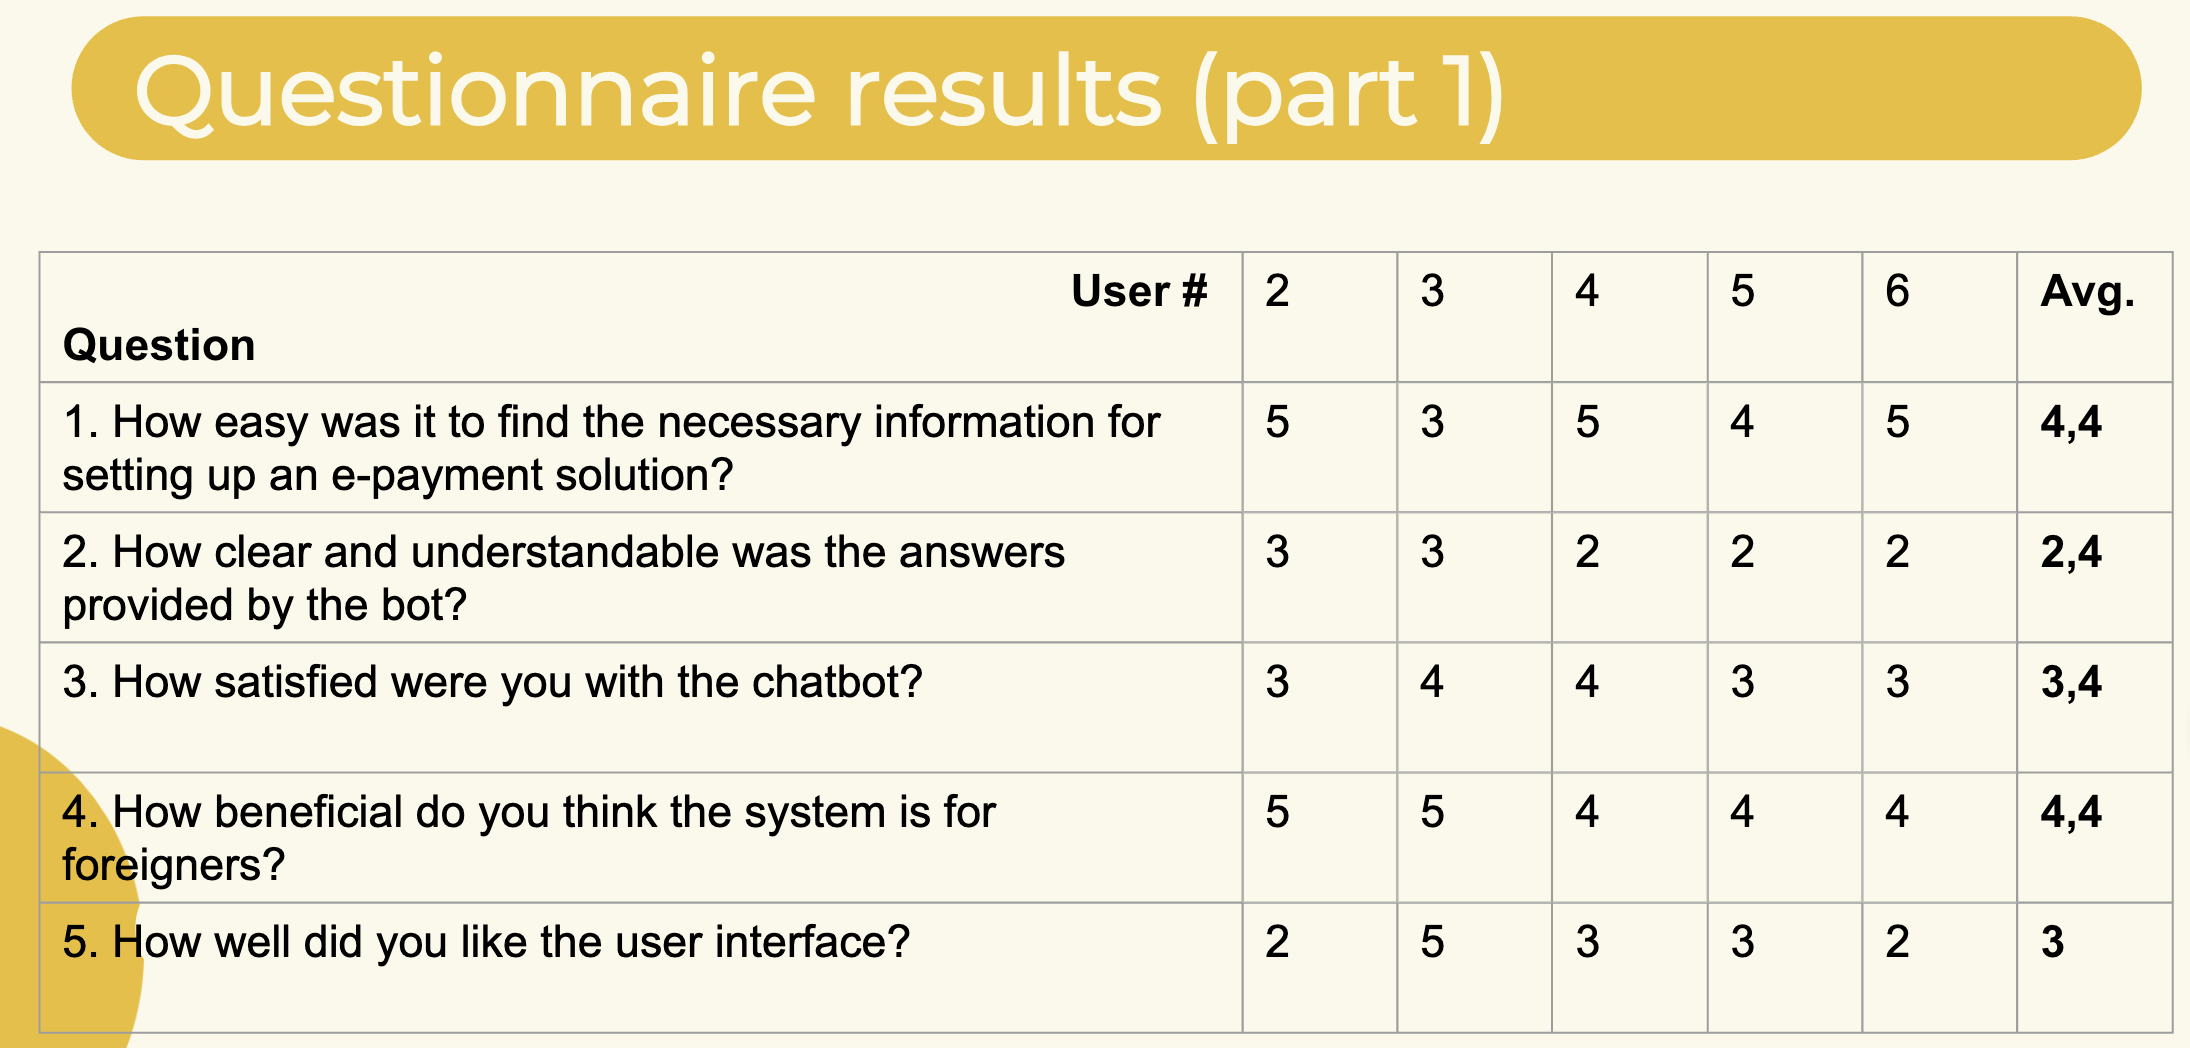 Questionnaire results (part 1)
User # 2 3 4 5 6 Avg.
Question
1. How easy was it to find the necessary information for 5 3 5 4 5 4,4
setting up an e-payment solution?
2. How clear and understandable was the answers 3 3 2 2 2 2,4
provided by the bot?
3. How satisfied were you with the chatbot? 3 4 4 3 3 3,4
4. How beneficial do you think the system is for 5 5 4 4 4 4,4
foreigners?
5. How well did you like the user interface? 2 5 3 3 2 3